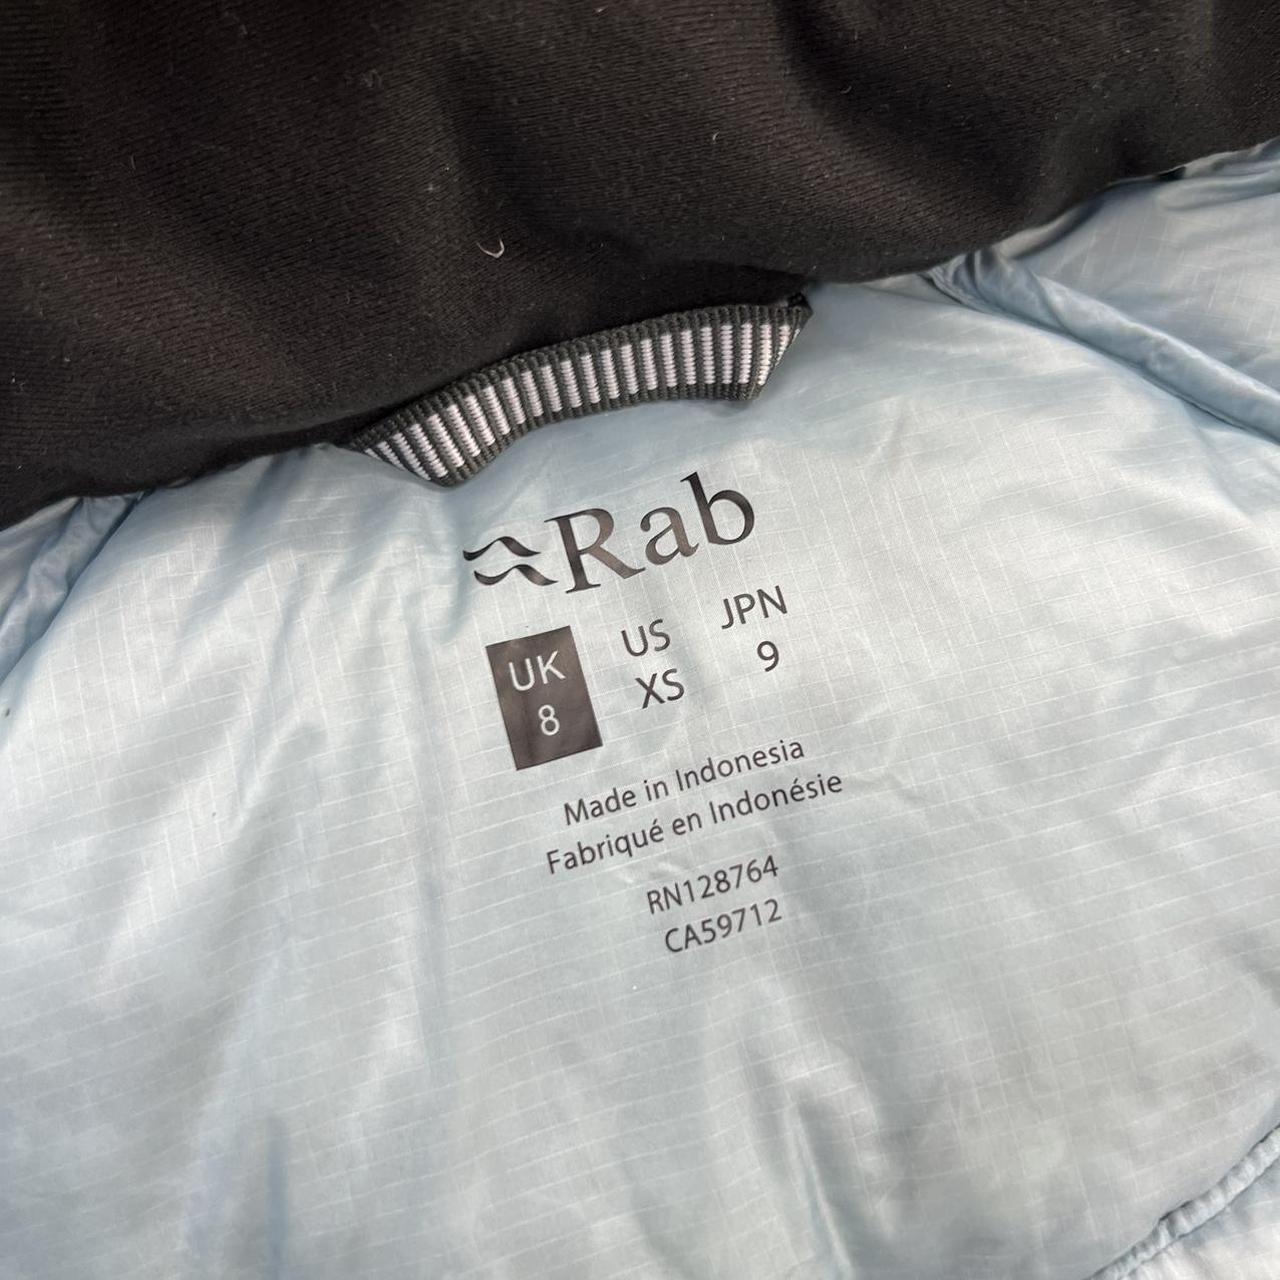 Rab
UK US JPN
8 XS 9
Made in Indonesia
Fabriqué en Indonésie
RN128764
CA59712